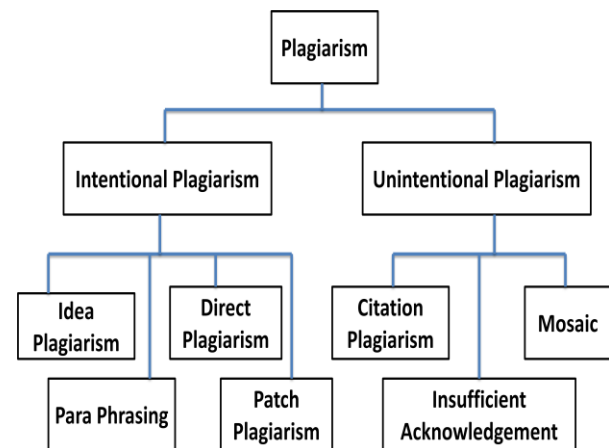 Plagiarism
Intentional Plagiarism
Unintentional Plagiarism
Idea
Plagiarism
Direct
Plagiarism
Citation
Plagiarism
Mosaic
Para Phrasing
Patch
Plagiarism
Insufficient
Acknowledgement